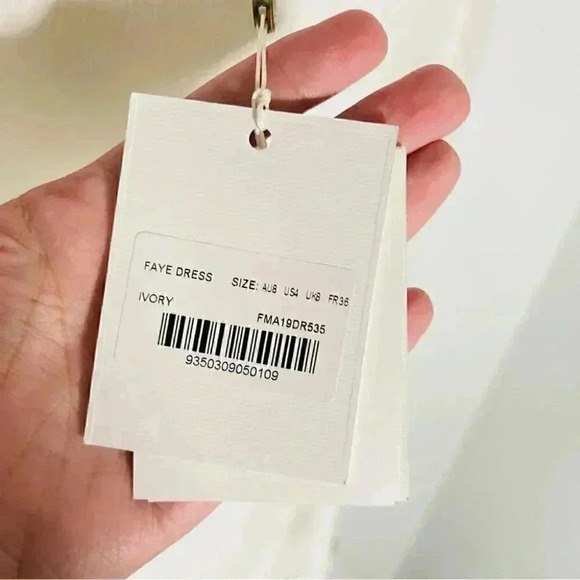 FAYE DRESS SIZE: AU8 US4 UK8 FR36
IVORY FMA19DR535
9350309050109